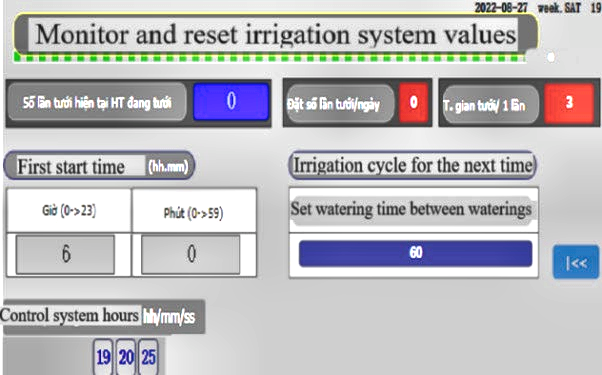 2022-08-27 week.SAT 19
Monitor and reset irrigation system values
Số lần tưới hiện tại HT đang tưới
0
Đặt số lần tưới/ngày
0
T. gian tưới/ 1 lần
3
First start time (hh.mm)
Irrigation cycle for the next time
Giờ (0->23)
Phút (0->59)
Set watering time between waterings
6
0
60
|<<
Control system hours hh/mm/ss
19 20 25